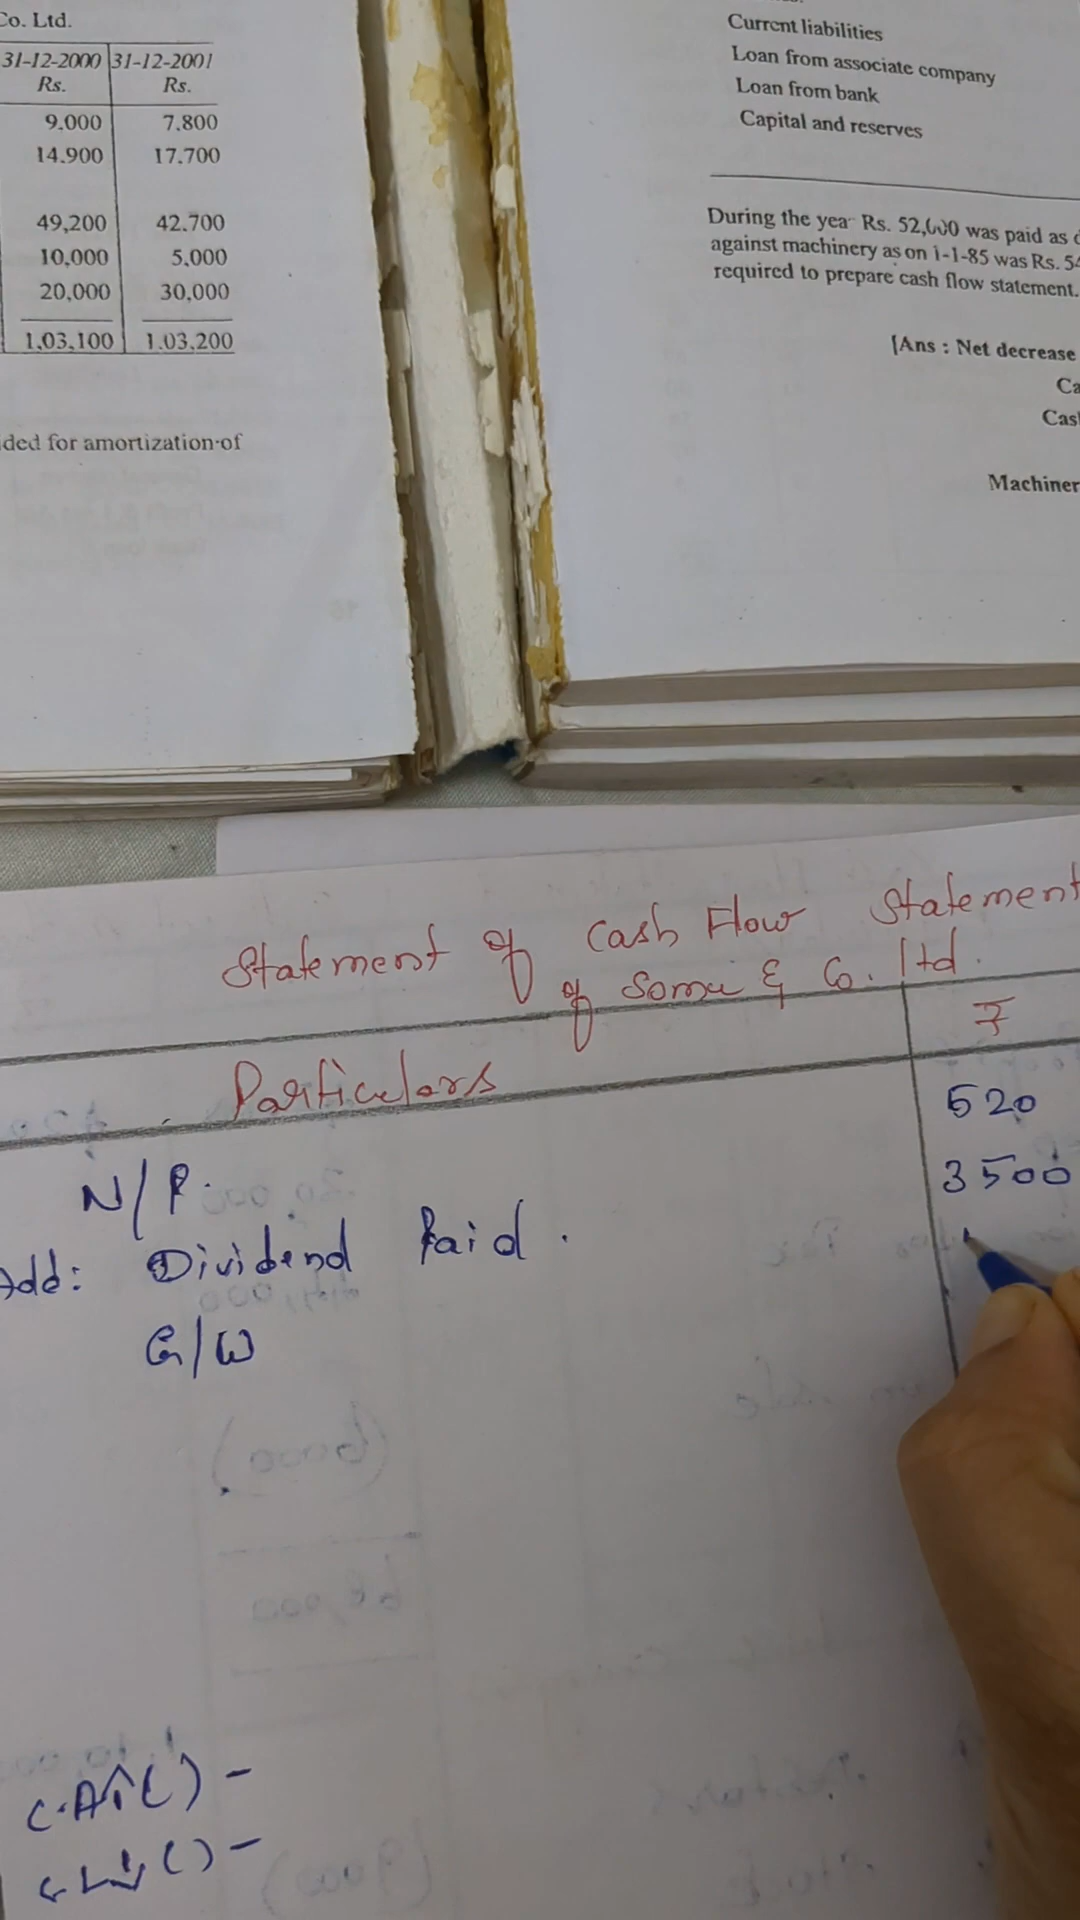 Co. Ltd.
31-12-2000 31-12-2001
Rs. Rs.
9.000 7.800
14.900 17.700
49,200 42.700
10,000 5,000
20,000 30,000
1,03,100 1.03,200
ided for amortization of
Current liabilities
Loan from associate company
Loan from bank
Capital and reserves
During the year Rs. 52,000 was paid as
against machinery as on 1-1-85 was Rs. 54
required to prepare cash flow statement.
[Ans : Net decrease
Ca
Cas
Machiner
Statement of Cash Flow Statement
of Soma & Co. Ltd.
Particulars ₹
N/P. 520
Add: Dividend Paid. 3500
G/W
C.A↑( ) -
C.L↓( ) -